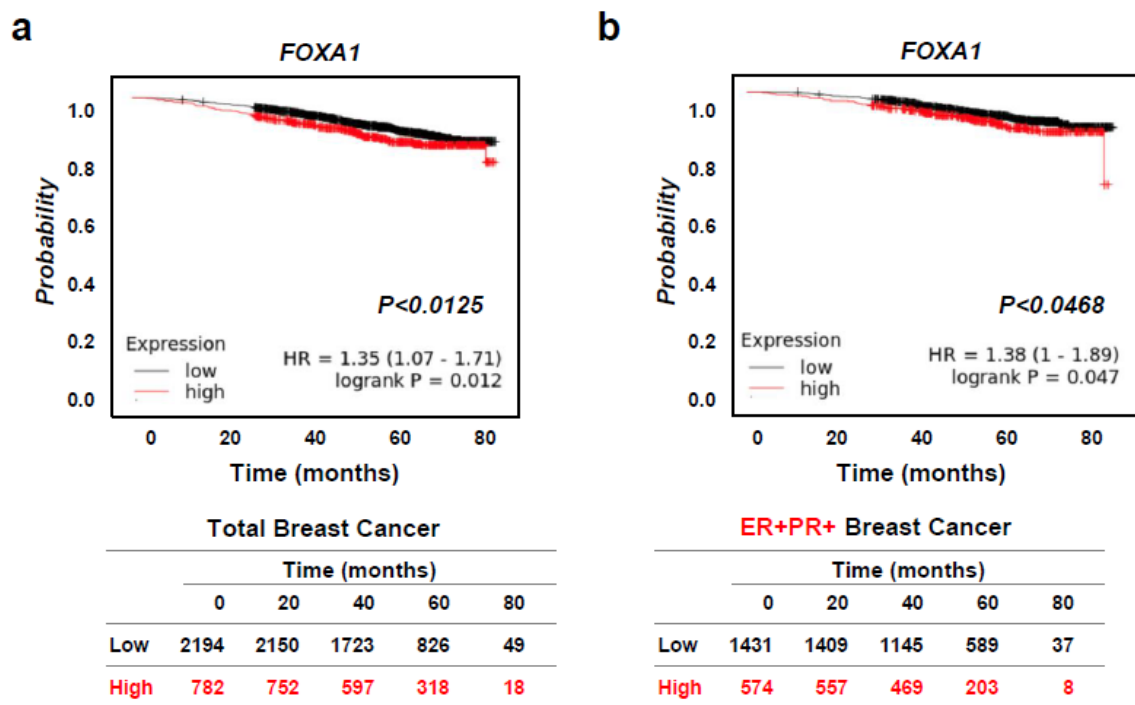 a
FOXA1
Probability
1.0
0.8
0.6
0.4
0.2
0.0
P<0.0125
Expression
low
high
HR = 1.35 (1.07 - 1.71)
logrank P = 0.012
0 20 40 60 80
Time (months)
Total Breast Cancer
Time (months)
0 20 40 60 80
Low 2194 2150 1723 826 49
High 782 752 597 318 18
b
FOXA1
Probability
1.0
0.8
0.6
0.4
0.2
0.0
P<0.0468
Expression
low
high
HR = 1.38 (1 - 1.89)
logrank P = 0.047
0 20 40 60 80
Time (months)
ER+PR+ Breast Cancer
Time (months)
0 20 40 60 80
Low 1431 1409 1145 589 37
High 574 557 469 203 8